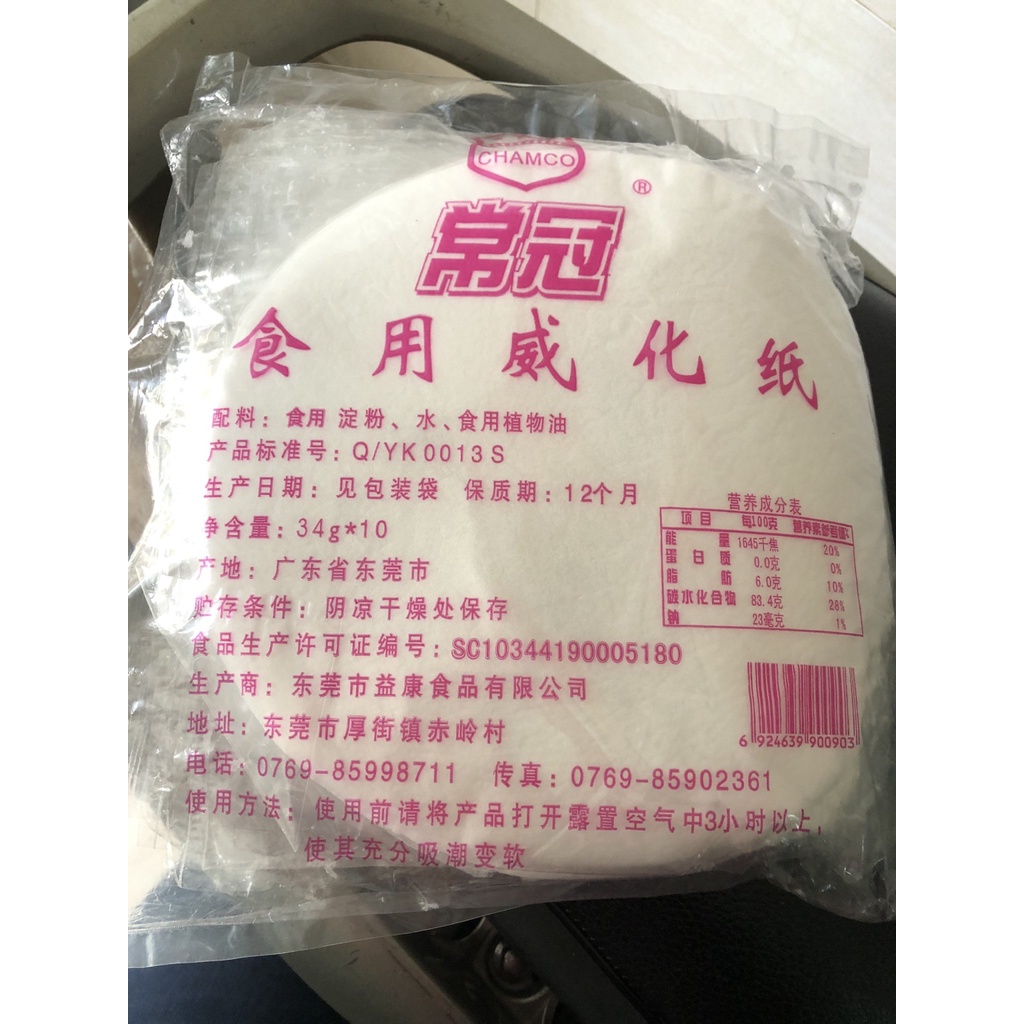 CHAMCO
®
常冠
食用威化纸
配料：食用 淀粉、水、食用植物油
产品标准号：Q/YK0013S
生产日期：见包装袋 保质期：12个月
净含量：34g*10
产地：广东省东莞市
贮存条件：阴凉干燥处保存
食品生产许可证编号：SC10344190005180
生产商：东莞市益康食品有限公司
地址：东莞市厚街镇赤岭村
电话：0769-85998711 传真：0769-85902361
使用方法：使用前请将产品打开露置空气中3小时以上，
使其充分吸潮变软
营养成分表
项目 每100克 营养素参考值%
能量 1645千焦 20%
蛋白质 0.0克 0%
脂肪 6.0克 10%
碳水化合物 83.4克 28%
钠 23毫克 1%
6 924639 900903